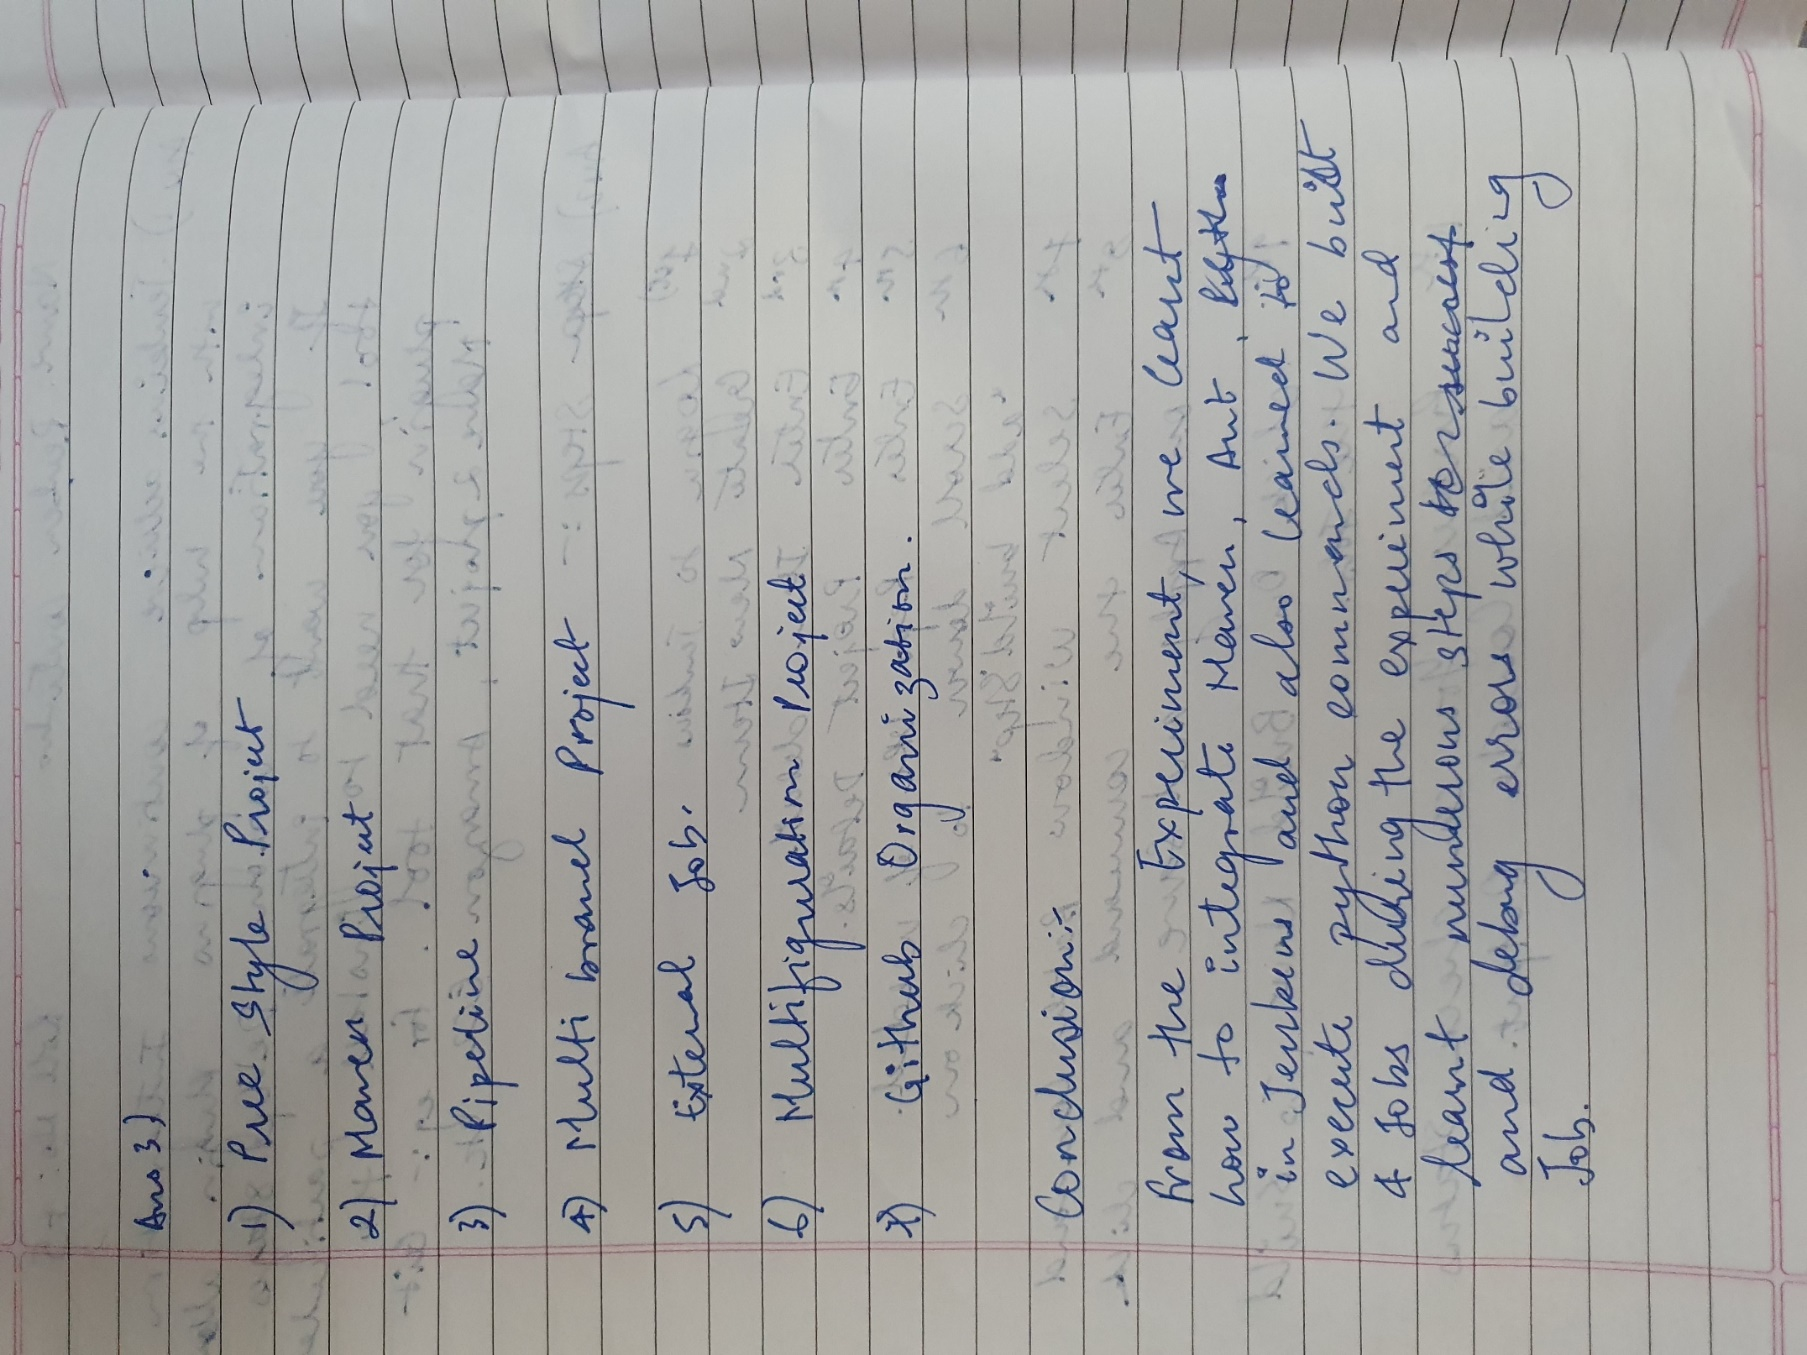 Ans 3)
1) Free Style Project
2) Maven Project
3) Pipeline
4) Multi branch Project
5) External Job.
6) Multifiguration Project
7) Github Organization.
Conclusion :-
From the Experiment, we learnt
how to integrate Maven, Ant,
in Jenkins and also learned to
execute python commands. We built
4 Jobs during the experiment and
learnt numerous steps to
and debug errors while building
Job.